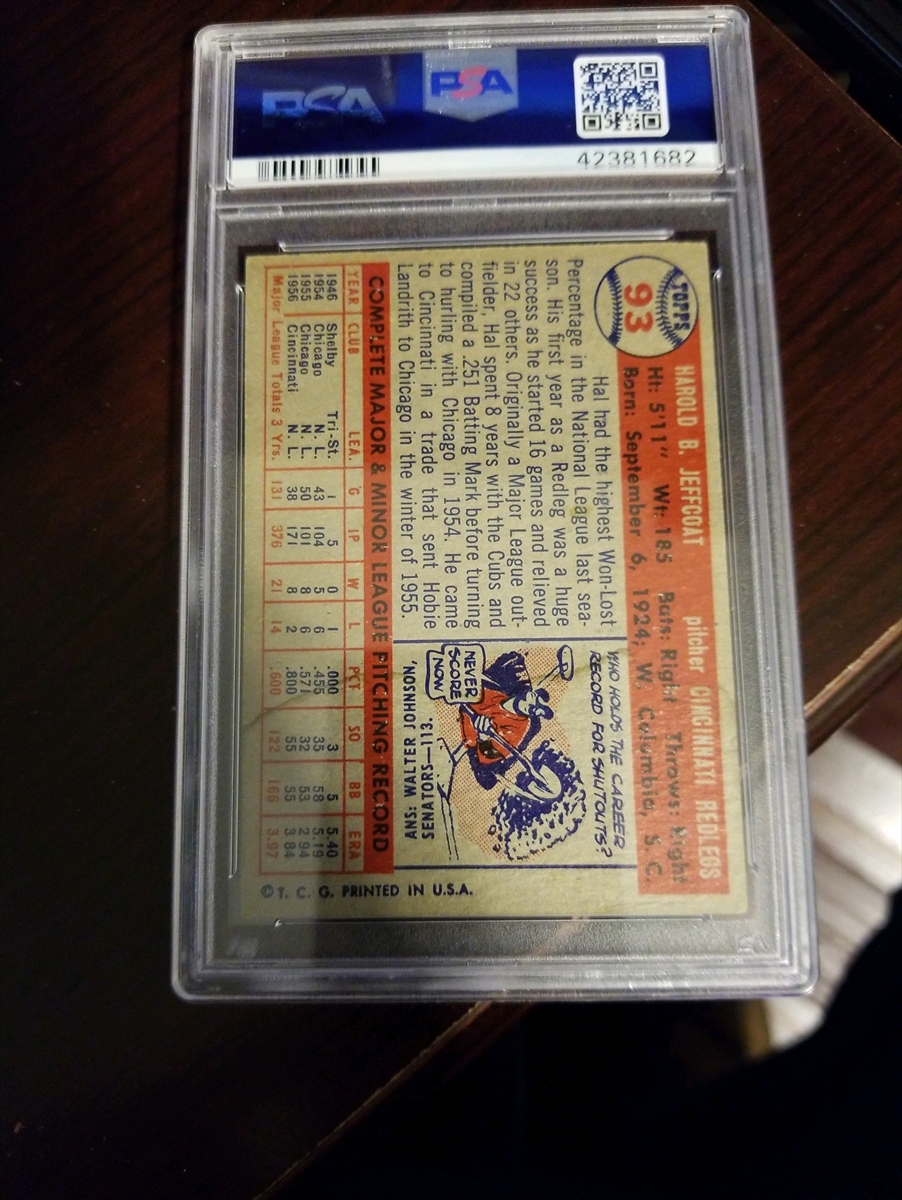 PSA
PSA
42381682
TOPPS
93
HAROLD B. JEFFCOAT pitcher CINCINNATI REDLEGS
Ht: 5'11" Wt: 185 Bats: Right Throws: Right
Born: September 6, 1924; W. Columbia, S. C.
Hal had the highest Won-Lost
Percentage in the National League last sea-
son. His first year as a Redleg was a huge
success as he started 16 games and relieved
in 22 others. Originally a Major League out-
fielder, Hal spent 8 years with the Cubs and
compiled a .251 Batting Mark before turning
to hurling with Chicago in 1954. He came
to Cincinnati in a trade that sent Hobie
Landrith to Chicago in the winter of 1955.
WHO HOLDS THE CAREER
RECORD FOR SHUTOUTS?
NEVER
SCORE
NOW
ANS: WALTER JOHNSON,
SENATORS—113.
COMPLETE MAJOR & MINOR LEAGUE PITCHING RECORD
YEAR CLUB LEA. G IP W L PCT SO BB ERA
1946 Shelby Tri-St. 1 5 0 1 .000 3 5 5.40
1954 Chicago N. L. 43 104 5 6 .455 35 58 5.19
1955 Chicago N. L. 50 101 8 6 .571 32 53 2.94
1956 Cincinnati N. L. 38 171 8 2 .800 55 55 3.84
Major League Totals 3 Yrs. 131 376 21 14 .600 122 166 3.97
© T. C. G. PRINTED IN U.S.A.